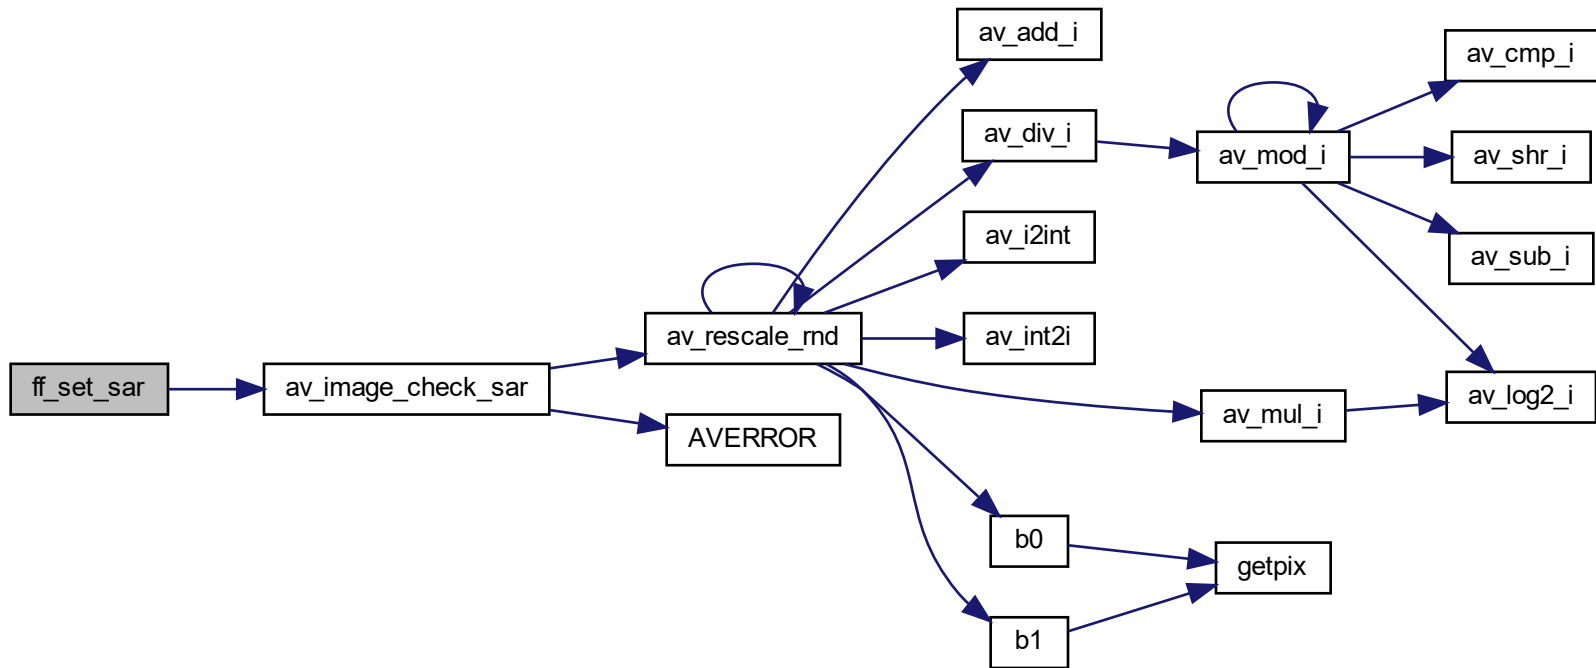 ff_set_sar
av_image_check_sar
av_rescale_rnd
AVERROR
av_add_i
av_div_i
av_i2int
av_int2i
av_mul_i
b0
b1
getpix
av_mod_i
av_cmp_i
av_shr_i
av_sub_i
av_log2_i